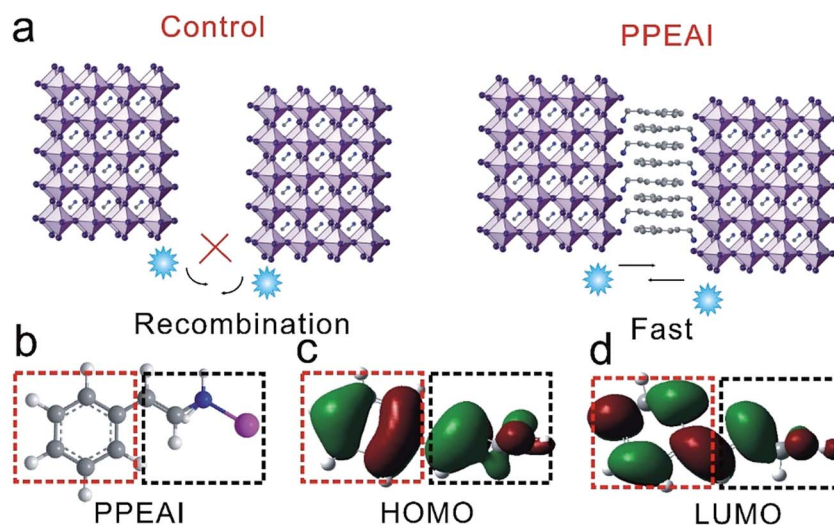 a
Control
PPEAI
Recombination
Fast
b
c
d
PPEAI
HOMO
LUMO